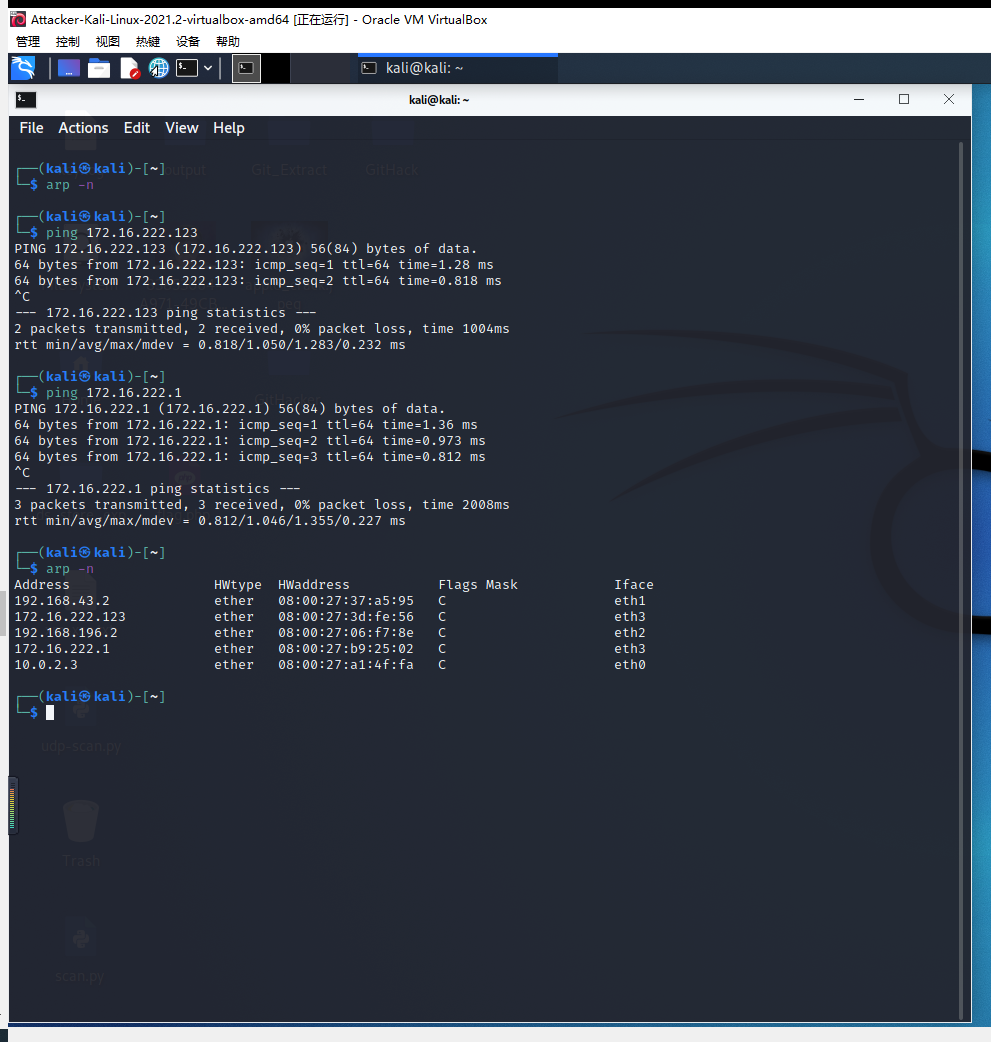 Attacker-Kali-Linux-2021.2-virtualbox-amd64 [正在运行] - Oracle VM VirtualBox
管理 控制 视图 热键 设备 帮助
kali@kali: ~
kali@kali: ~
File Actions Edit View Help
output Git_Extract GitHack
┌──(kali㉿kali)-[~]
└─$ arp -n
┌──(kali㉿kali)-[~]
└─$ ping 172.16.222.123
PING 172.16.222.123 (172.16.222.123) 56(84) bytes of data.
64 bytes from 172.16.222.123: icmp_seq=1 ttl=64 time=1.28 ms
64 bytes from 172.16.222.123: icmp_seq=2 ttl=64 time=0.818 ms
^C
--- 172.16.222.123 ping statistics ---
2 packets transmitted, 2 received, 0% packet loss, time 1004ms
rtt min/avg/max/mdev = 0.818/1.050/1.283/0.232 ms
┌──(kali㉿kali)-[~]
└─$ ping 172.16.222.1
PING 172.16.222.1 (172.16.222.1) 56(84) bytes of data.
64 bytes from 172.16.222.1: icmp_seq=1 ttl=64 time=1.36 ms
64 bytes from 172.16.222.1: icmp_seq=2 ttl=64 time=0.973 ms
64 bytes from 172.16.222.1: icmp_seq=3 ttl=64 time=0.812 ms
^C
--- 172.16.222.1 ping statistics ---
3 packets transmitted, 3 received, 0% packet loss, time 2008ms
rtt min/avg/max/mdev = 0.812/1.046/1.355/0.227 ms
┌──(kali㉿kali)-[~]
└─$ arp -n
Address HWtype HWaddress Flags Mask Iface
192.168.43.2 ether 08:00:27:37:a5:95 C eth1
172.16.222.123 ether 08:00:27:3d:fe:56 C eth3
192.168.196.2 ether 08:00:27:06:f7:8e C eth2
172.16.222.1 ether 08:00:27:b9:25:02 C eth3
10.0.2.3 ether 08:00:27:a1:4f:fa C eth0
┌──(kali㉿kali)-[~]
└─$
udp-scan.py
Trash
scan.py